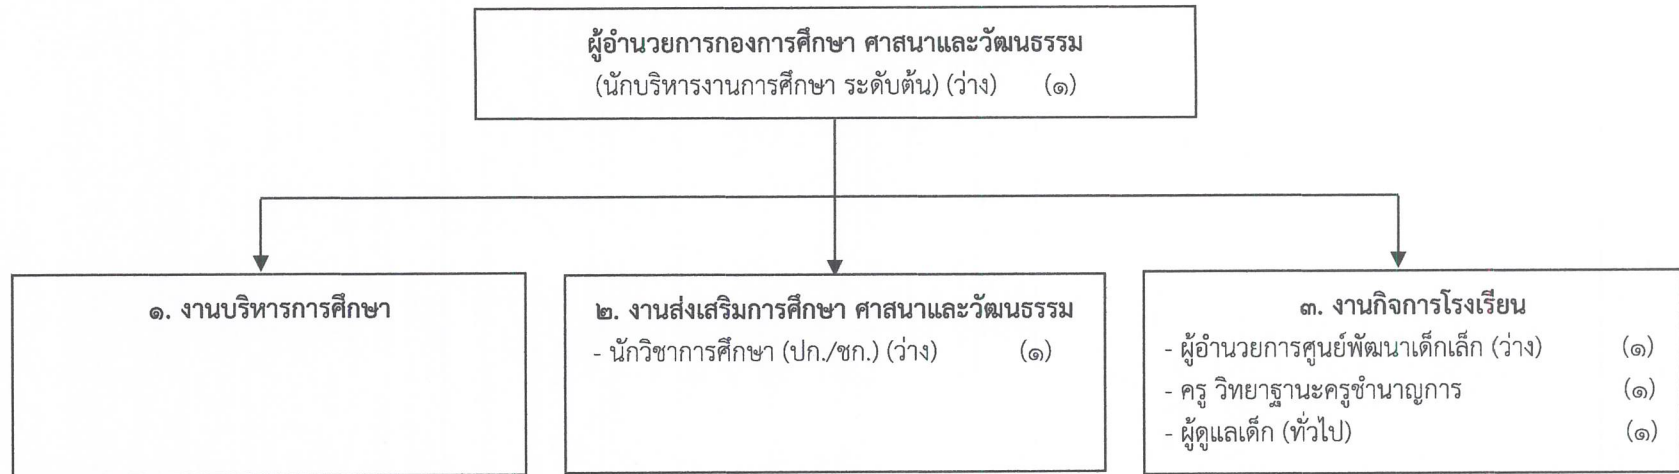 ผู้อำนวยการกองการศึกษา ศาสนาและวัฒนธรรม
(นักบริหารงานการศึกษา ระดับต้น) (ว่าง) (๑)
๑. งานบริหารการศึกษา
๒. งานส่งเสริมการศึกษา ศาสนาและวัฒนธรรม
- นักวิชาการศึกษา (ปก./ชก.) (ว่าง) (๑)
๓. งานกิจการโรงเรียน
- ผู้อำนวยการศูนย์พัฒนาเด็กเล็ก (ว่าง) (๑)
- ครู วิทยาฐานะครูชำนาญการ (๑)
- ผู้ดูแลเด็ก (ทั่วไป) (๑)